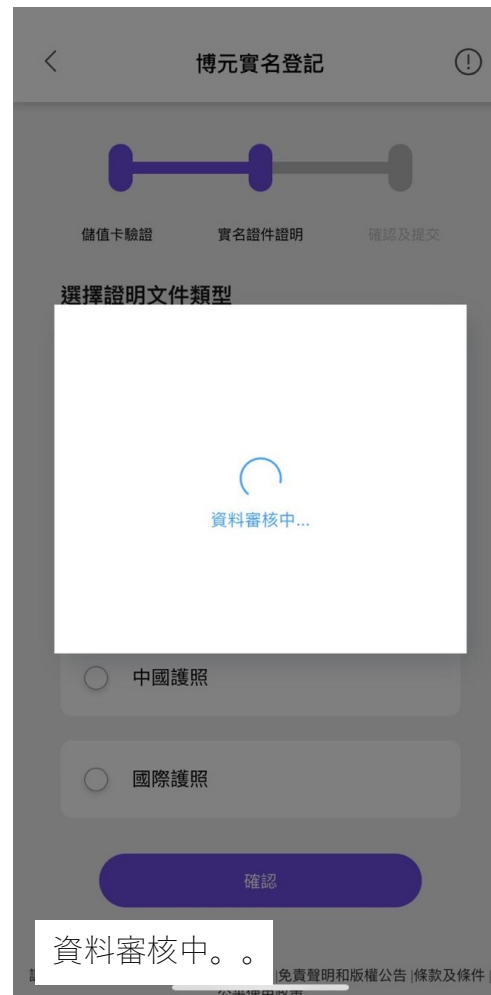 博元實名登記
儲值卡驗證 實名證件證明 確認及提交
選擇證明文件類型
資料審核中...
中國護照
國際護照
確認
資料審核中。。
|免責聲明和版權公告 |條款及條件 |